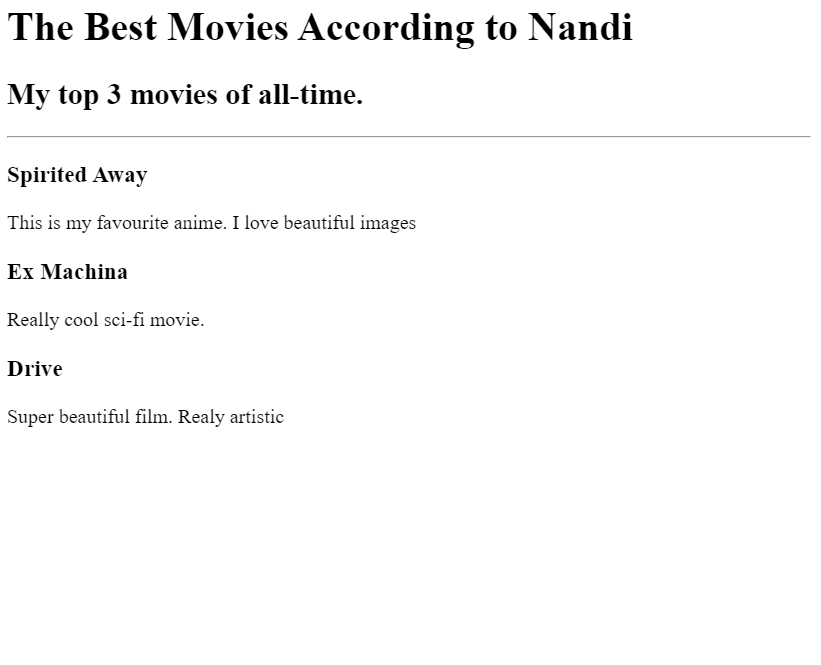 The Best Movies According to Nandi
My top 3 movies of all-time.
Spirited Away
This is my favourite anime. I love beautiful images
Ex Machina
Really cool sci-fi movie.
Drive
Super beautiful film. Realy artistic